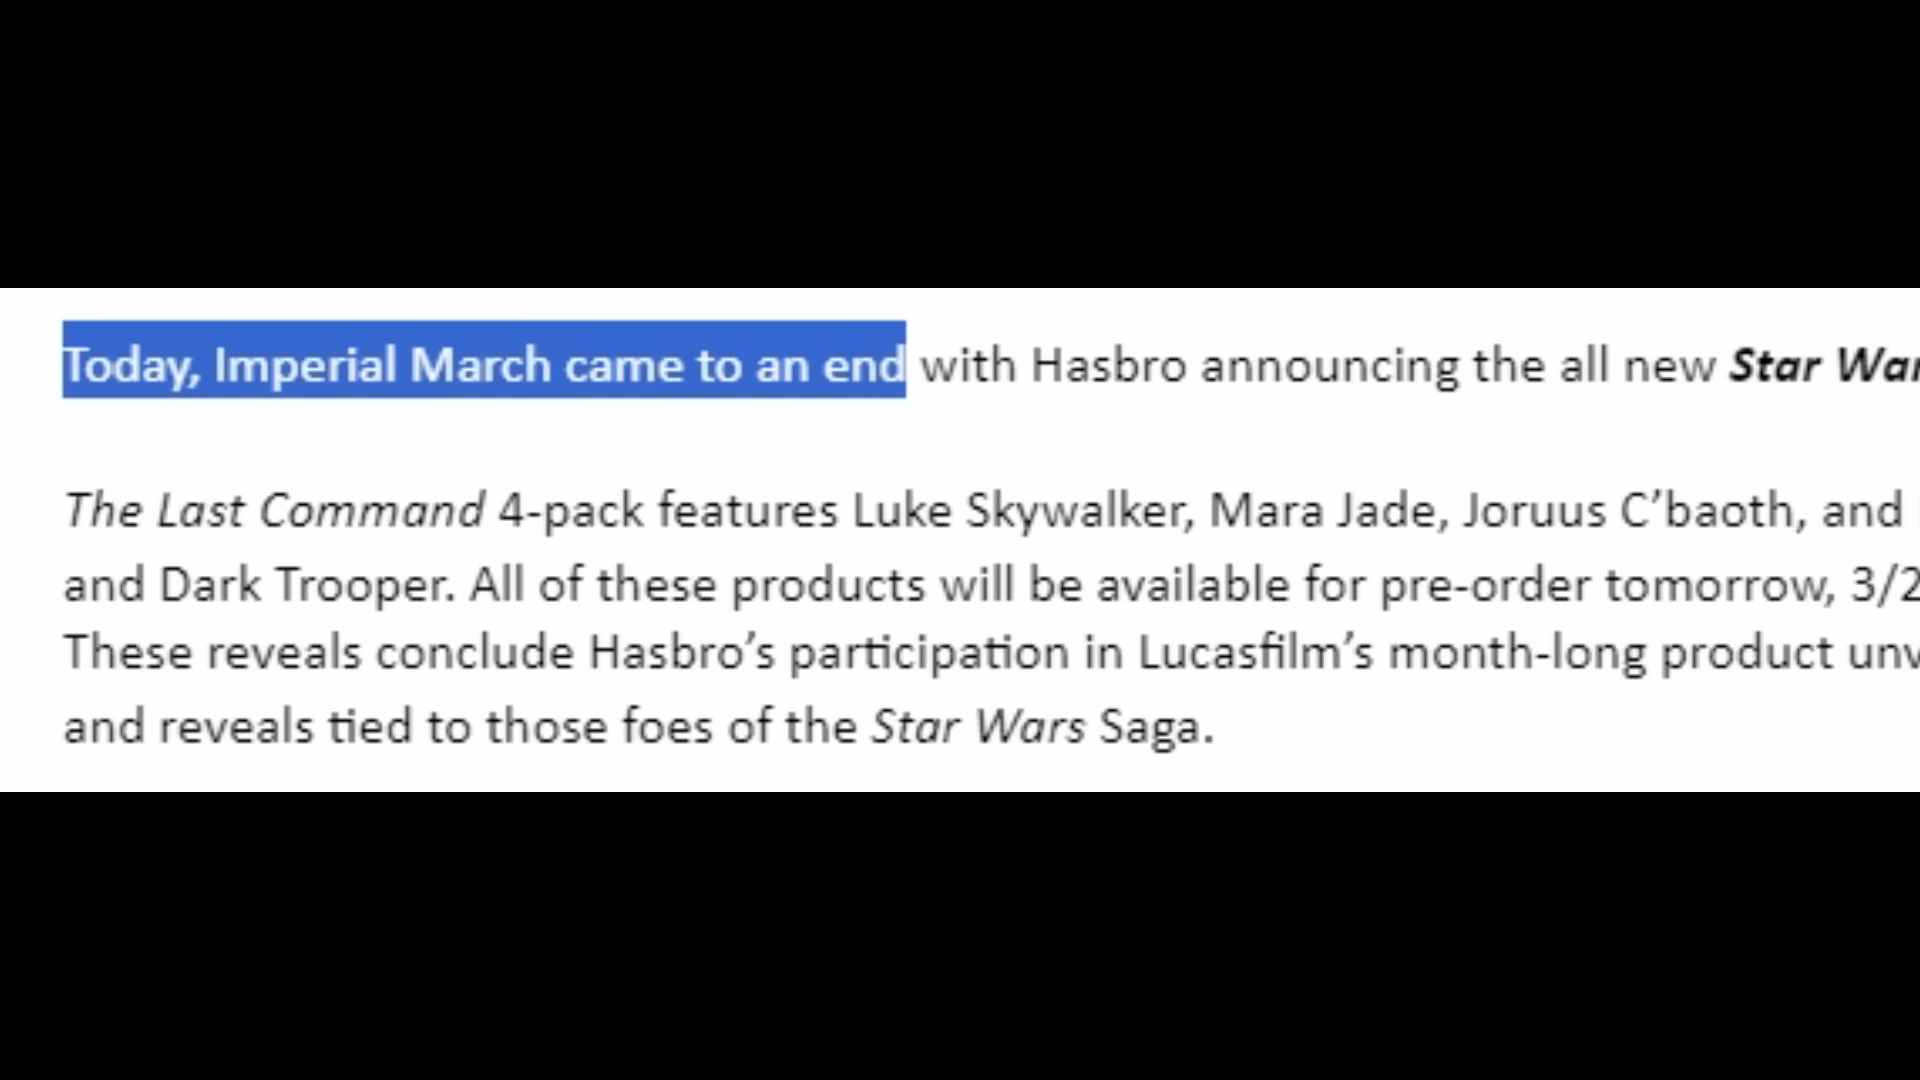 Today, Imperial March came to an end with Hasbro announcing the all new Star
The Last Command 4-pack features Luke Skywalker, Mara Jade, Joruus C’baoth, and
and Dark Trooper. All of these products will be available for pre-order tomorrow,
These reveals conclude Hasbro’s participation in Lucasfilm’s month-long product
and reveals tied to those foes of the Star Wars Saga.